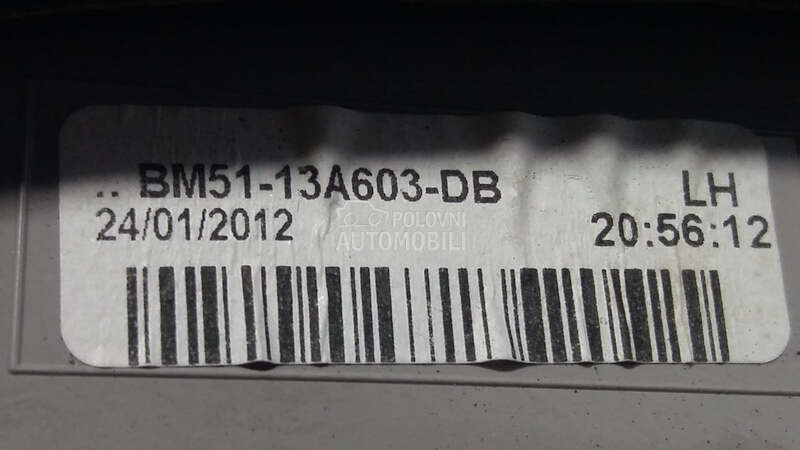 .. BM51-13A603-DB LH
24/01/2012 20:56:12
POLOVNI
AUTOMOBILI